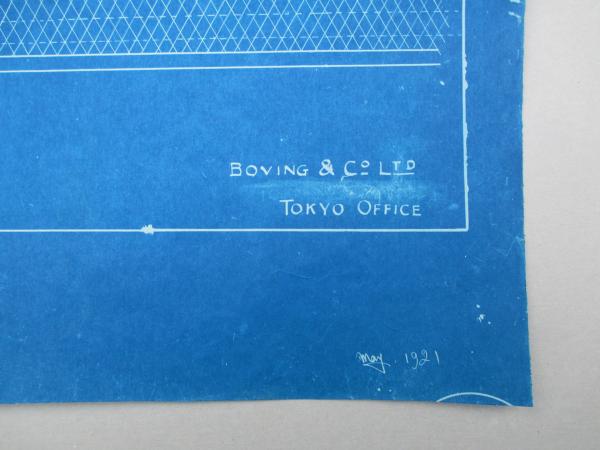 BOVING & Cº LTD
TOKYO OFFICE
May. 1921